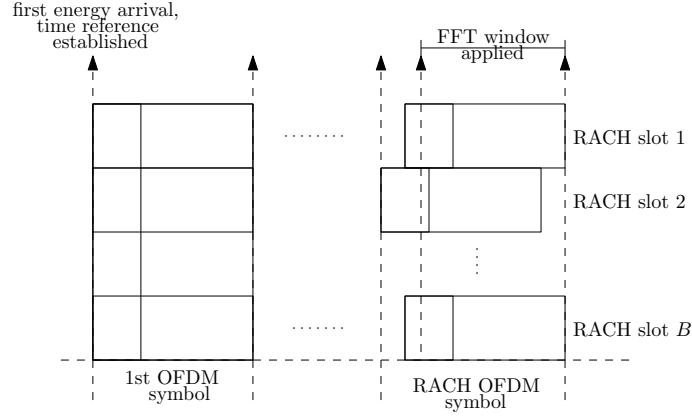 first energy arrival,
time reference
established
FFT window
applied
RACH slot 1
RACH slot 2
RACH slot B
1st OFDM
symbol
RACH OFDM
symbol